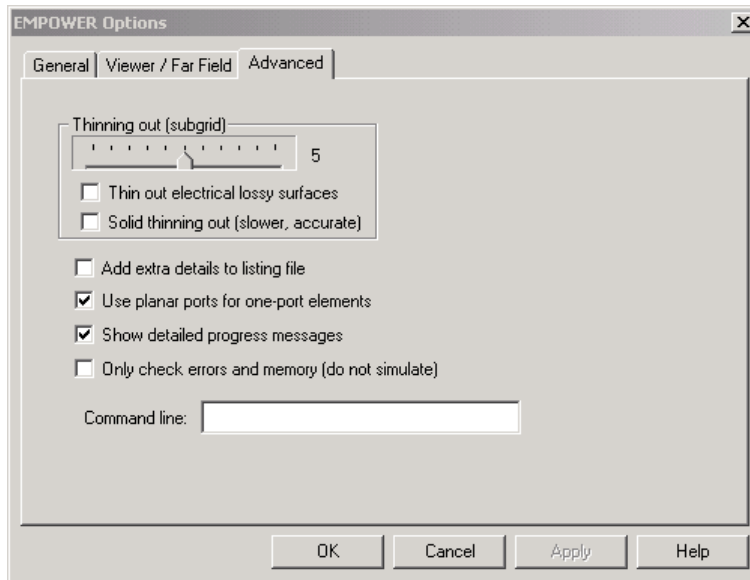 EMPOWER Options
General Viewer / Far Field Advanced
Thinning out (subgrid)
5
Thin out electrical lossy surfaces
Solid thinning out (slower, accurate)
Add extra details to listing file
Use planar ports for one-port elements
Show detailed progress messages
Only check errors and memory (do not simulate)
Command line:
OK Cancel Apply Help